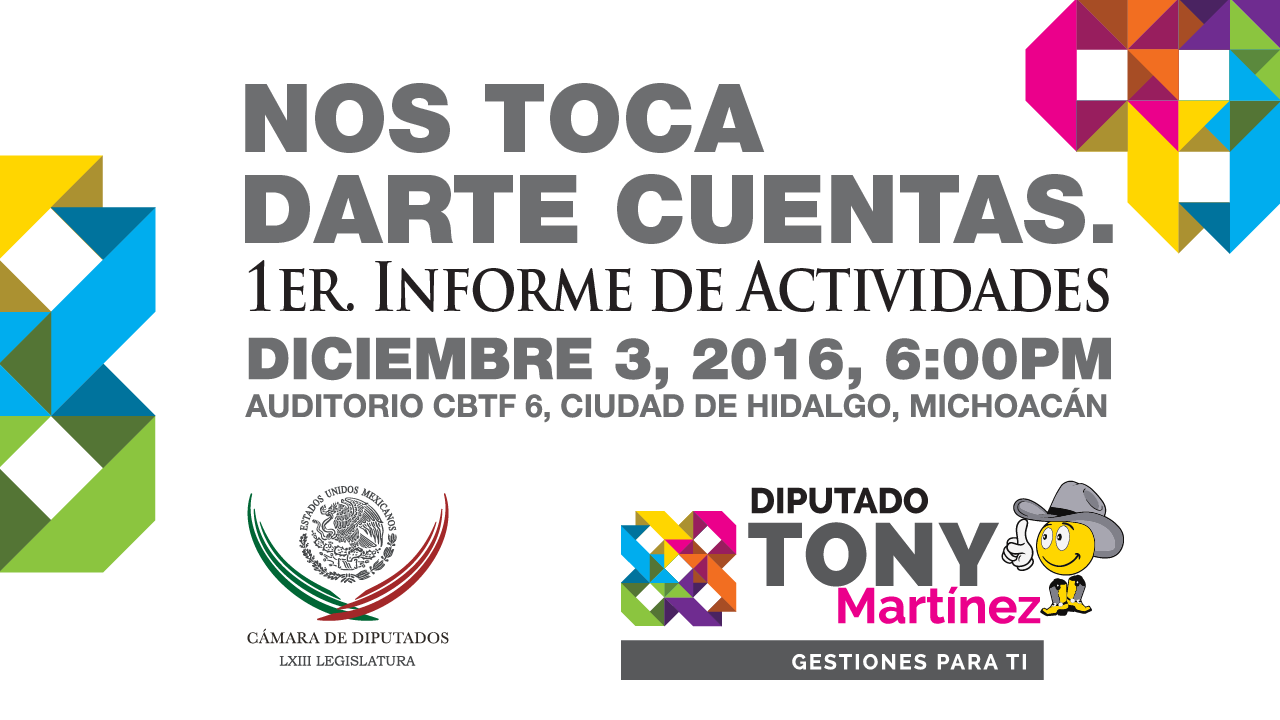 NOS TOCA
DARTE CUENTAS.
1ER. INFORME DE ACTIVIDADES
DICIEMBRE 3, 2016, 6:00PM
AUDITORIO CBTF 6, CIUDAD DE HIDALGO, MICHOACÁN
ESTADOS UNIDOS MEXICANOS
CÁMARA DE DIPUTADOS
LXIII LEGISLATURA
DIPUTADO
TONY
Martínez
GESTIONES PARA TI